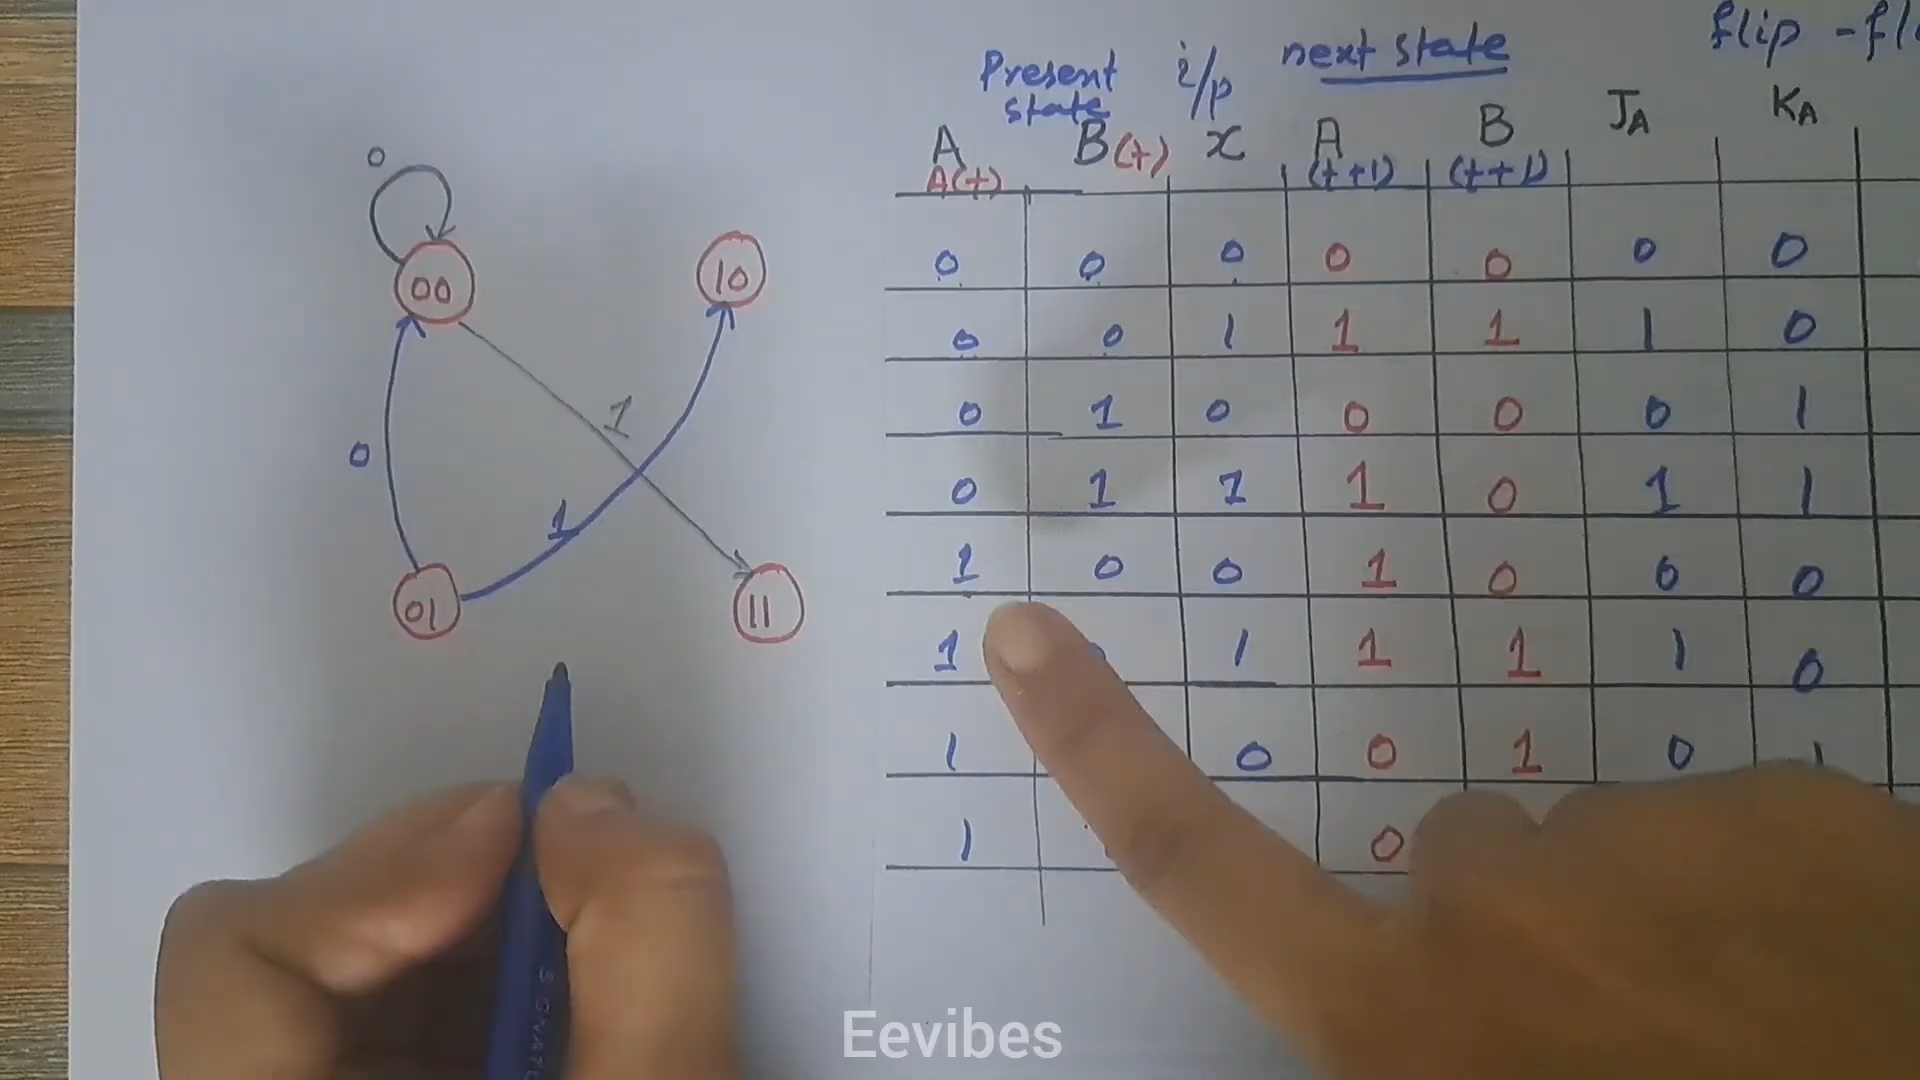 Present state i/p next state flip - fl
A B(t) x A B JA KA
A(t) (t+1) (t+1)
0 0 0 0 0 0 0
0 0 1 1 1 1 0
0 1 0 0 0 0 1
0 1 1 1 0 1 1
1 0 0 1 0 0 0
1 1 1 1 1 0
1 0 0 1 0
1 0
0
00
10
1
0
1
01
11
Eevibes